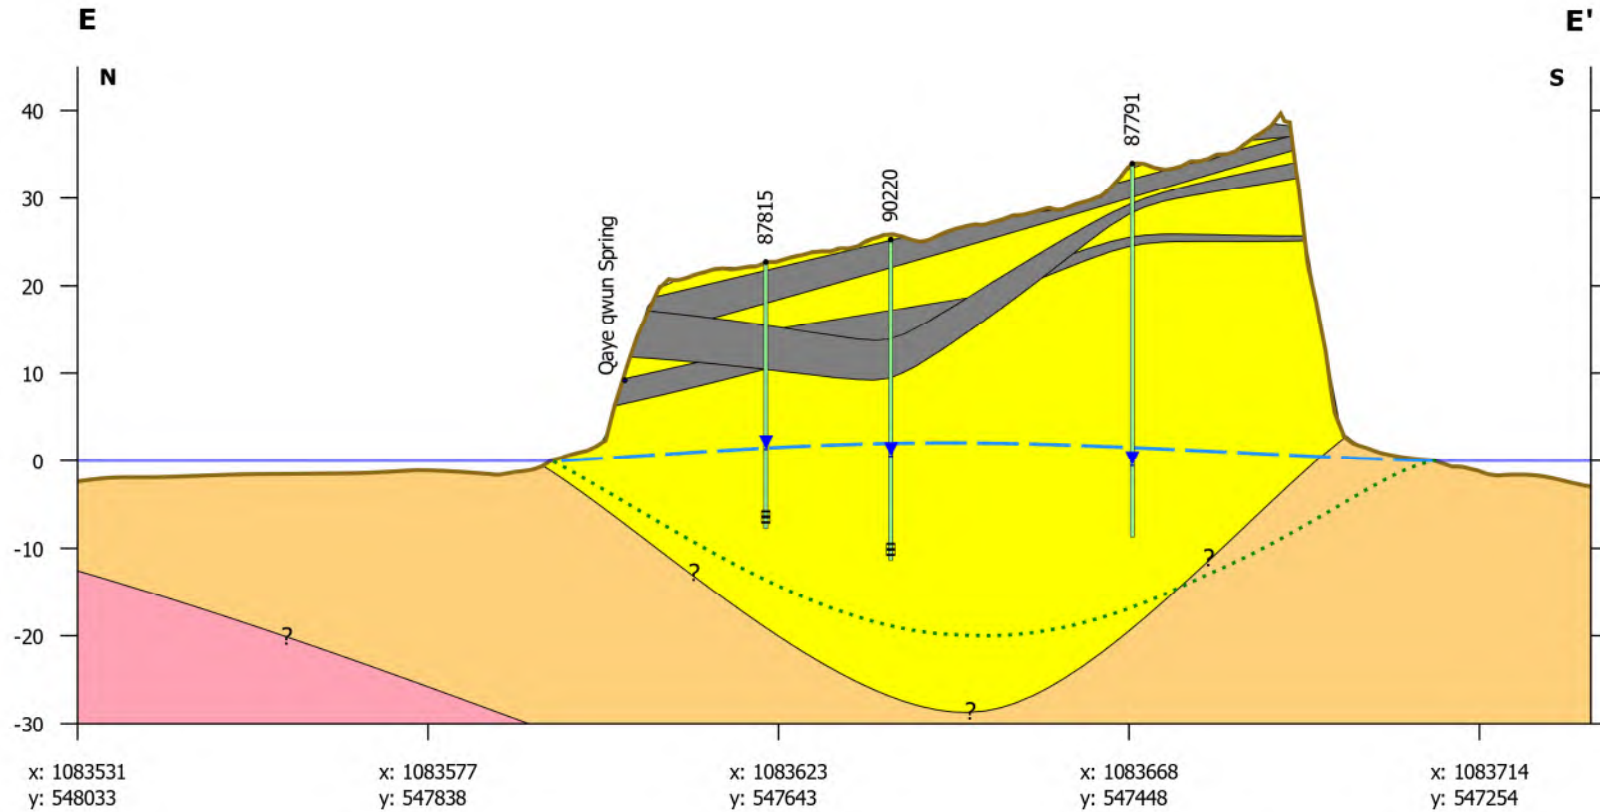 E
E'
N
S
40
30
20
10
0
-10
-20
-30
Qaye qwun Spring
87815
90220
87791
?
?
?
?
x: 1083531
y: 548033
x: 1083577
y: 547838
x: 1083623
y: 547643
x: 1083668
y: 547448
x: 1083714
y: 547254